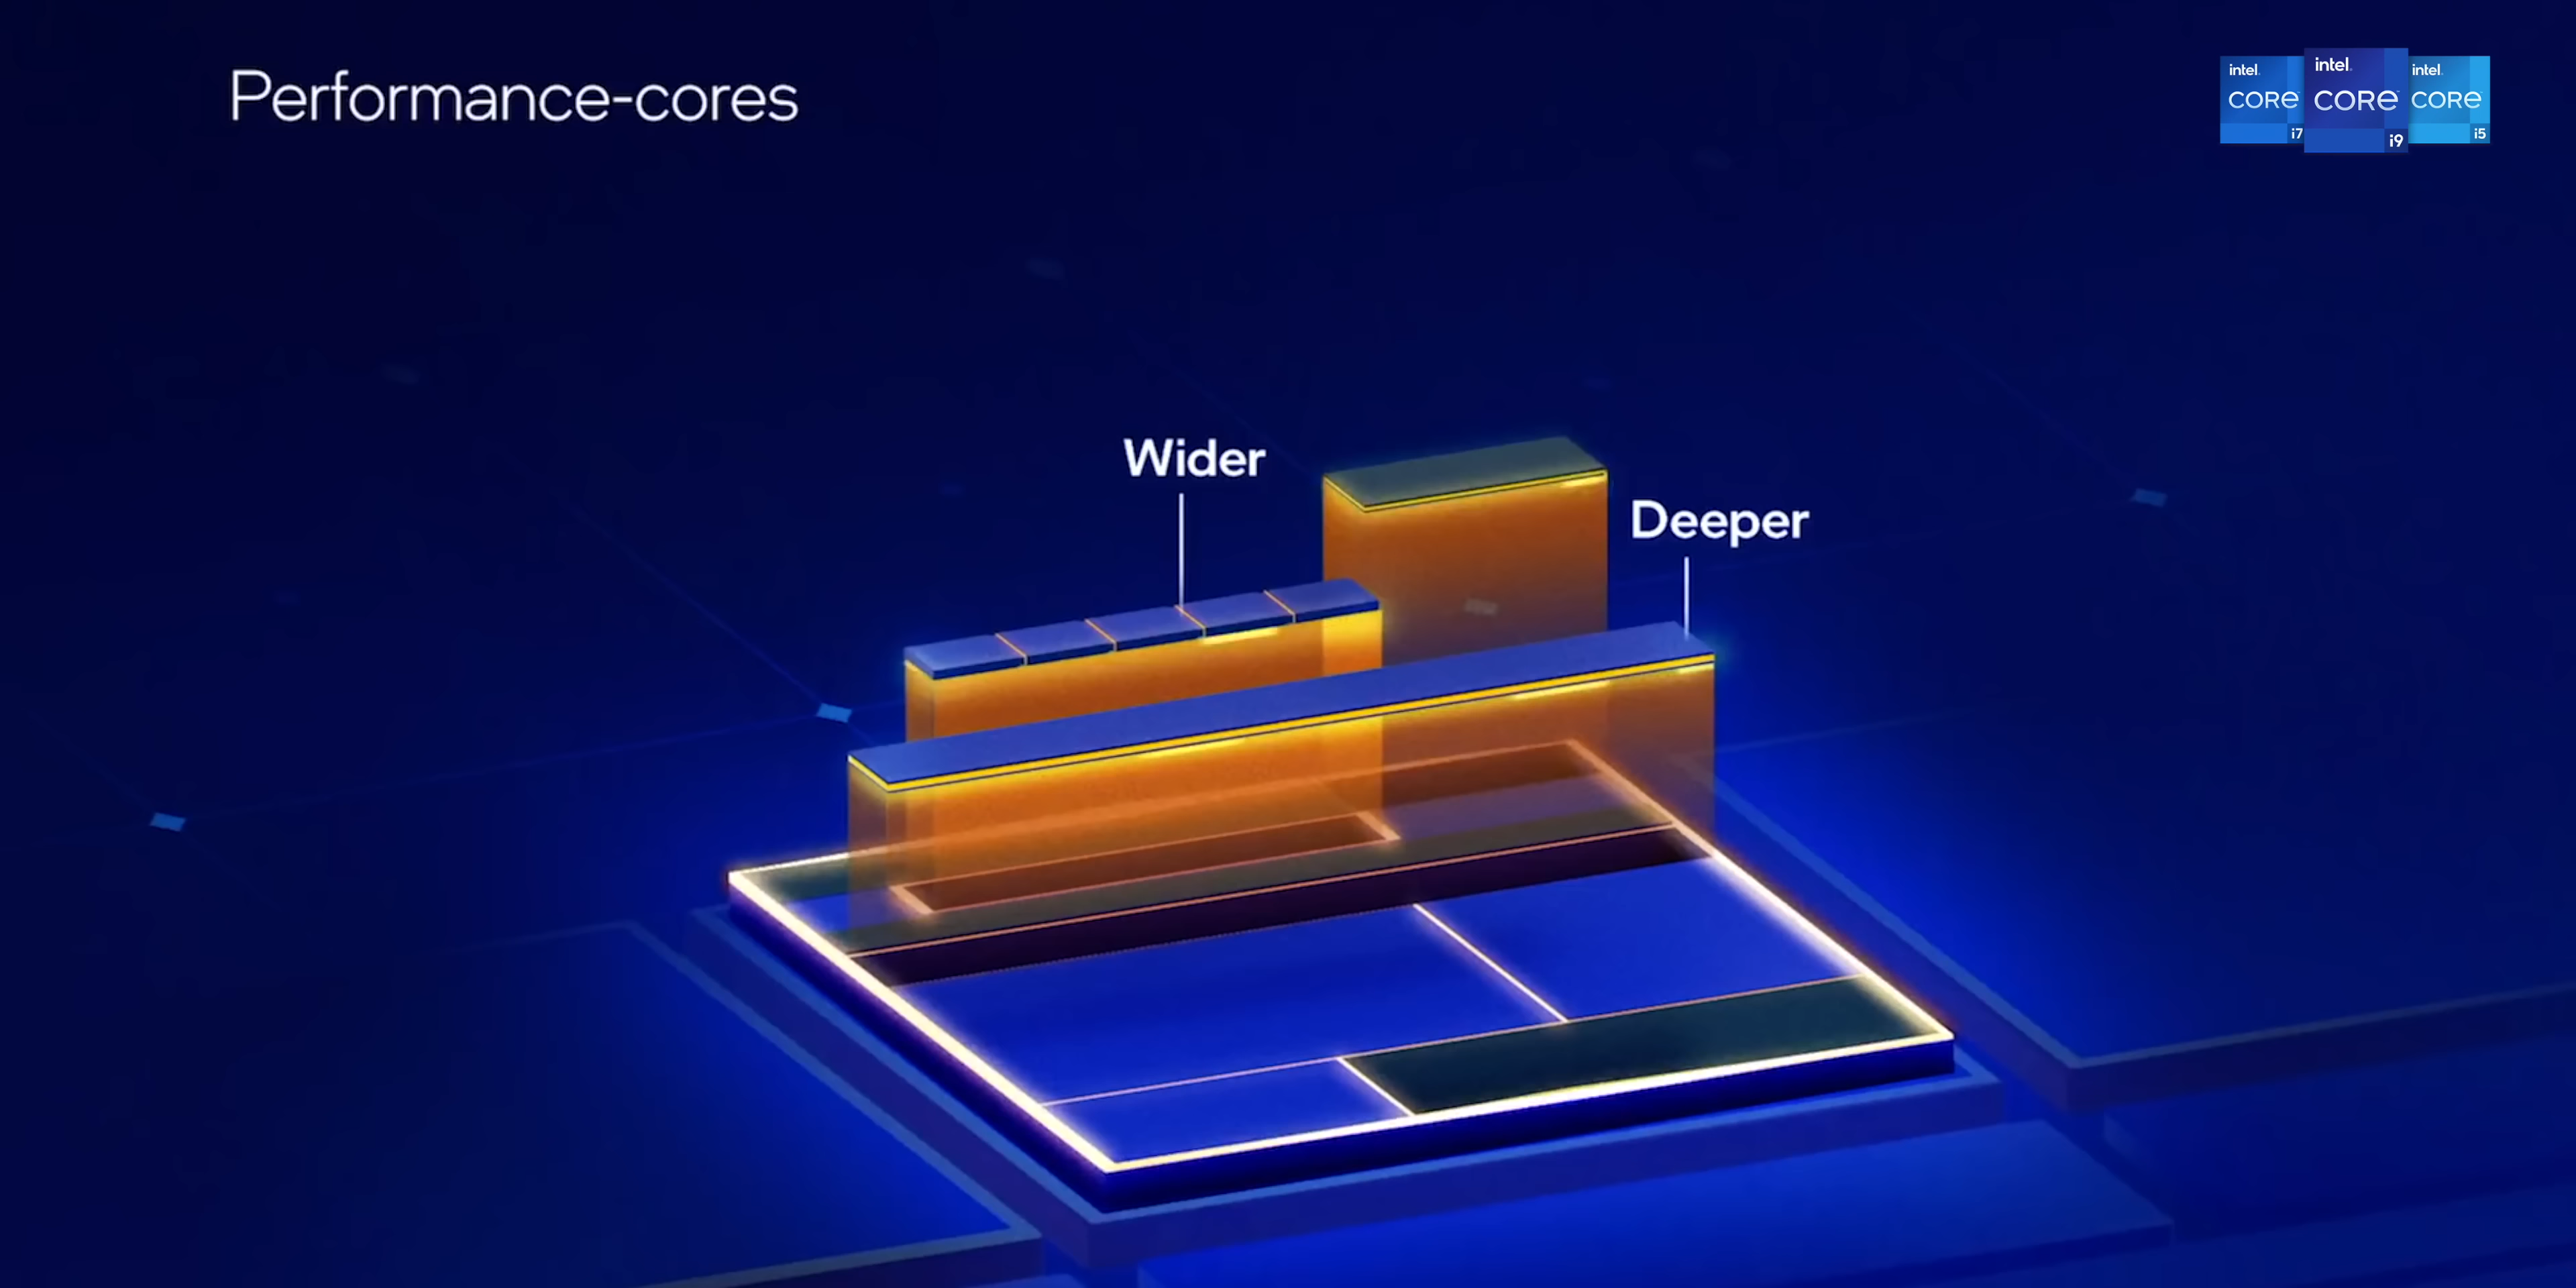 Performance-cores
intel.
CORE
i7
intel.
CORE
i9
intel.
CORE
i5
Wider
Deeper